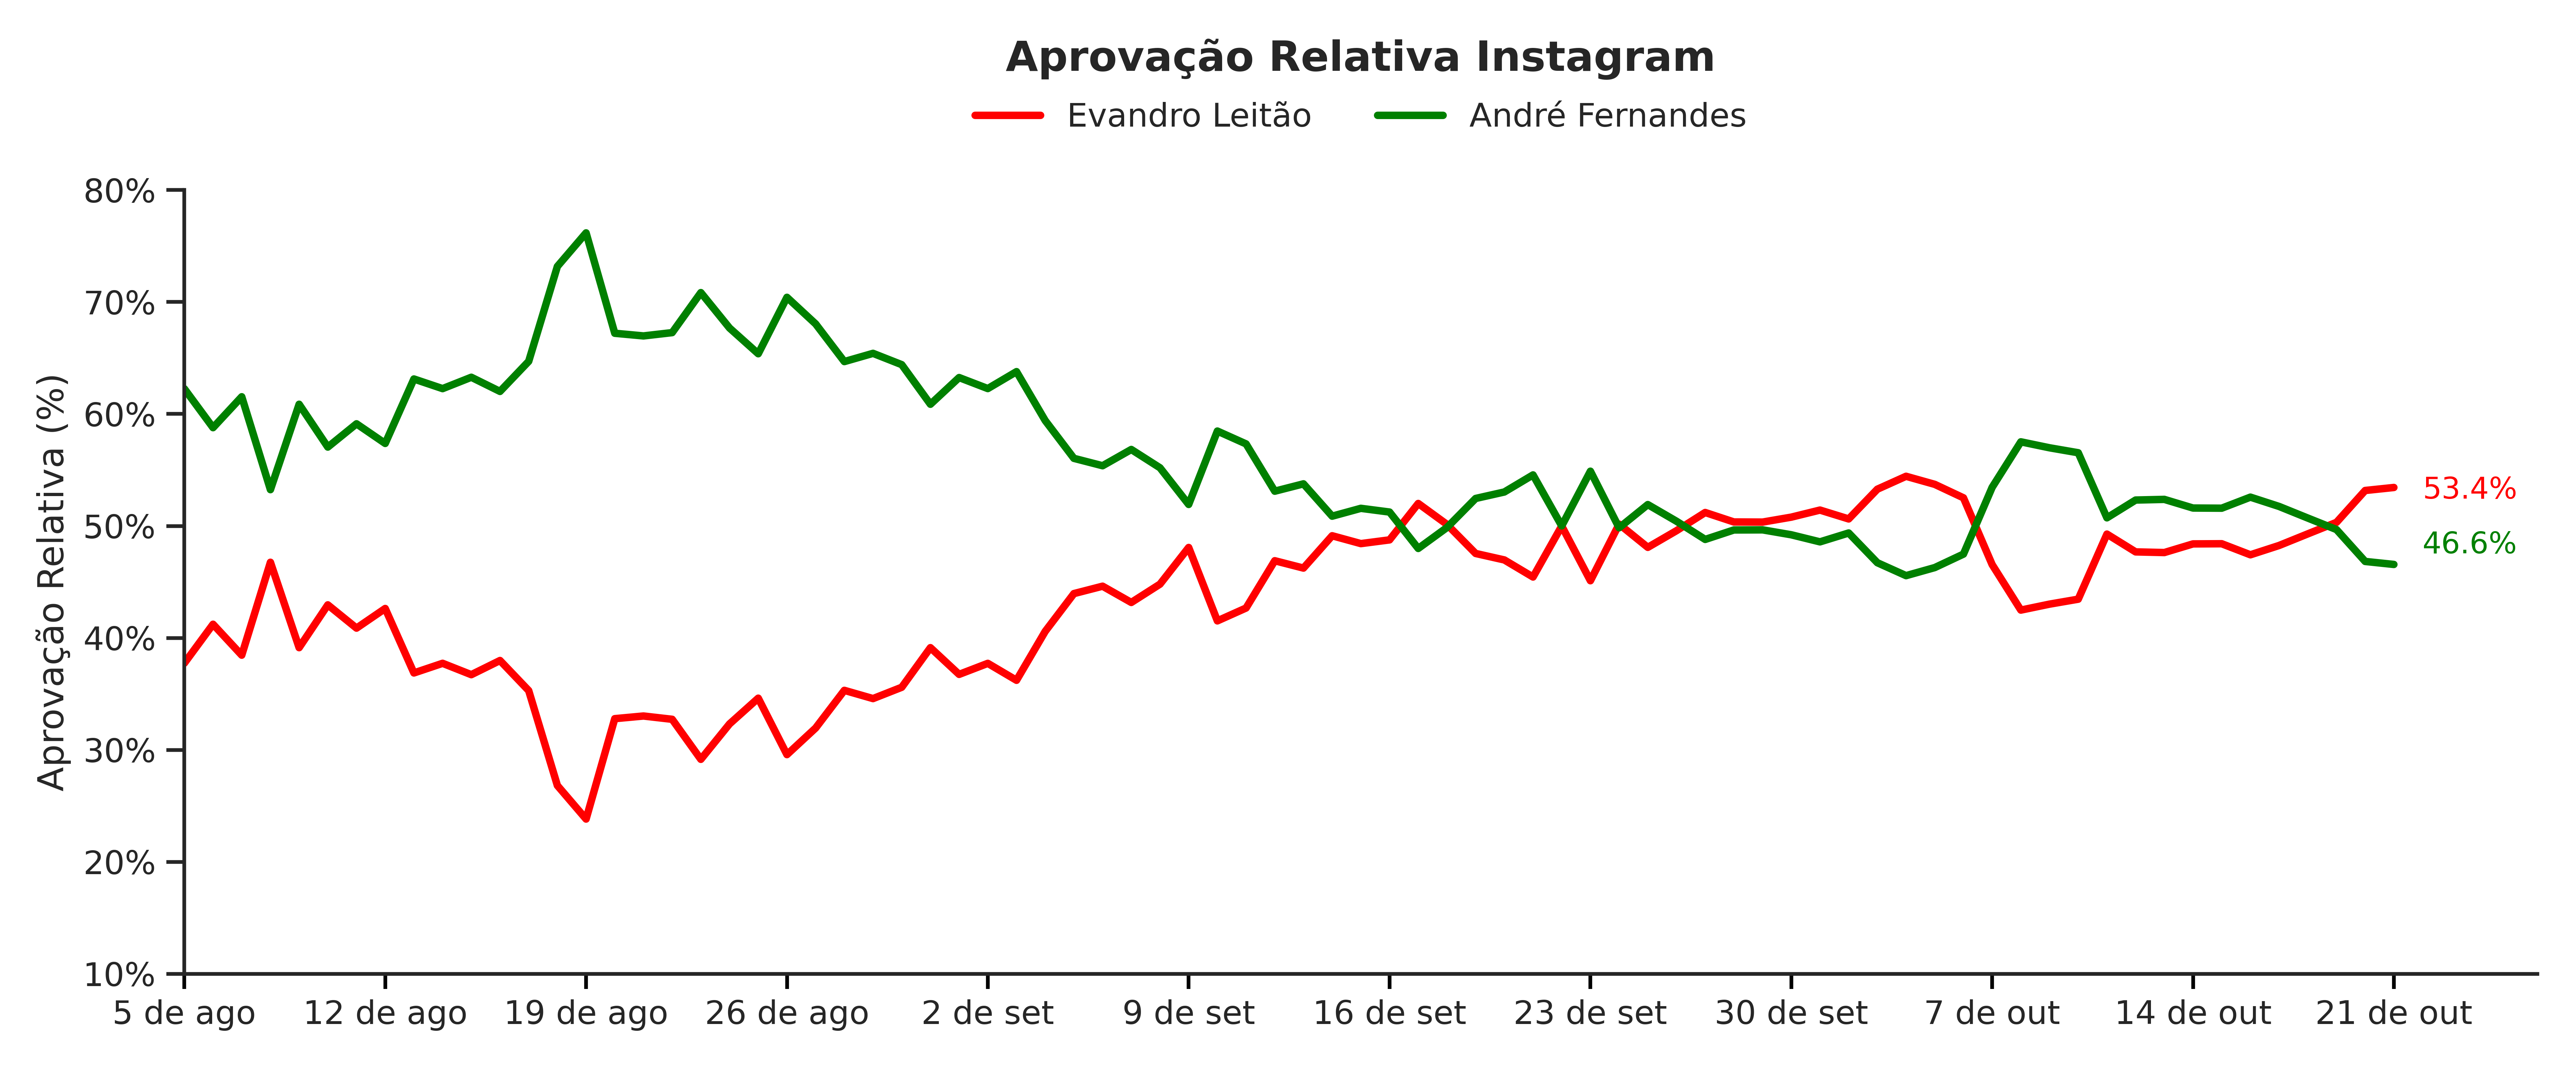 Aprovação Relativa Instagram
Evandro Leitão
André Fernandes
Aprovação Relativa (%)
80%
70%
60%
50%
40%
30%
20%
10%
53.4%
46.6%
5 de ago
12 de ago
19 de ago
26 de ago
2 de set
9 de set
16 de set
23 de set
30 de set
7 de out
14 de out
21 de out